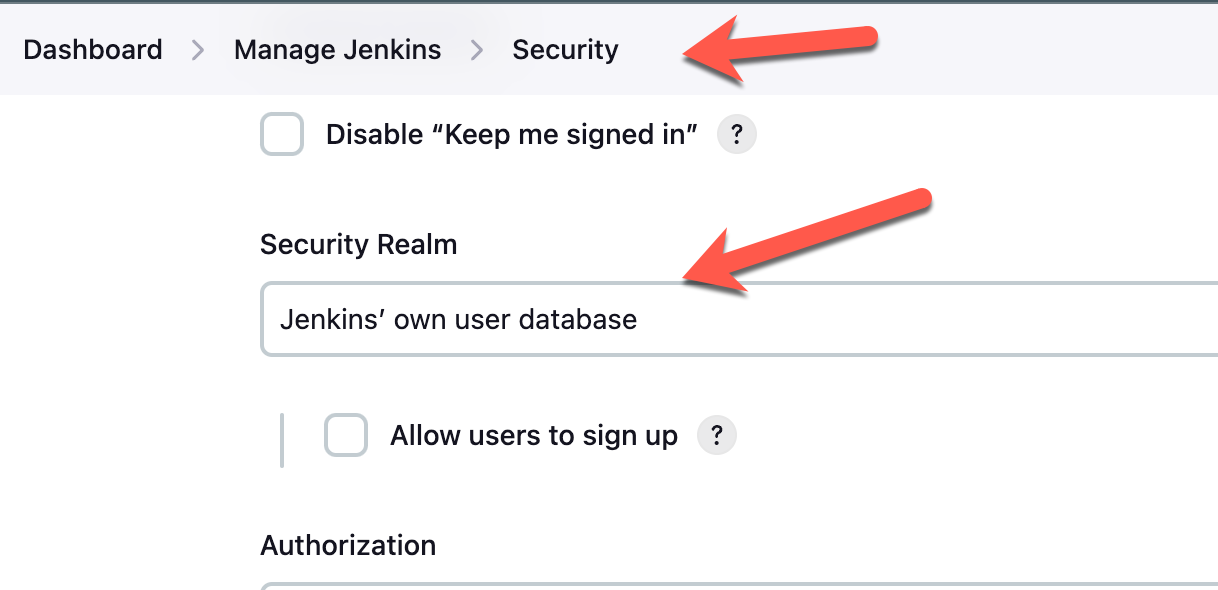 Dashboard > Manage Jenkins > Security
Disable “Keep me signed in” ?
Security Realm
Jenkins’ own user database
Allow users to sign up ?
Authorization